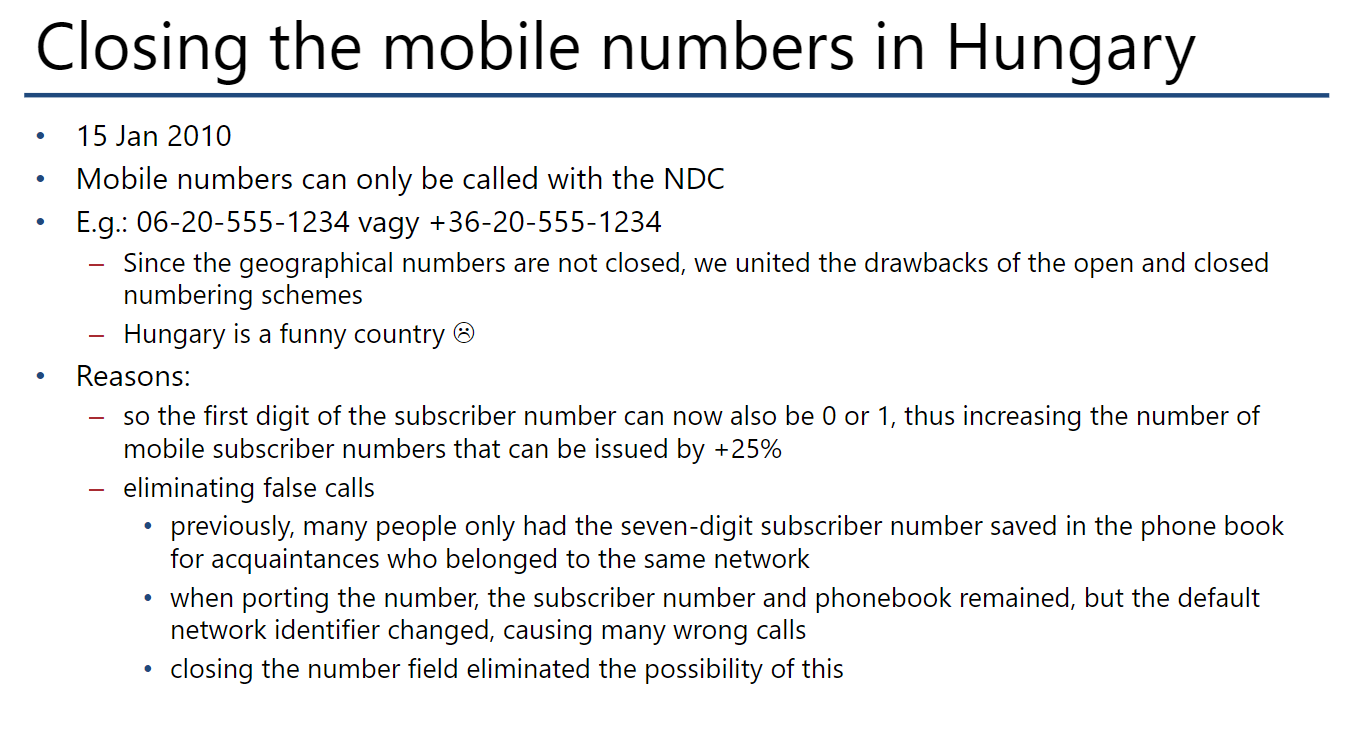 Closing the mobile numbers in Hungary
• 15 Jan 2010
• Mobile numbers can only be called with the NDC
• E.g.: 06-20-555-1234 vagy +36-20-555-1234
– Since the geographical numbers are not closed, we united the drawbacks of the open and closed
numbering schemes
– Hungary is a funny country ☹
• Reasons:
– so the first digit of the subscriber number can now also be 0 or 1, thus increasing the number of
mobile subscriber numbers that can be issued by +25%
– eliminating false calls
• previously, many people only had the seven-digit subscriber number saved in the phone book
for acquaintances who belonged to the same network
• when porting the number, the subscriber number and phonebook remained, but the default
network identifier changed, causing many wrong calls
• closing the number field eliminated the possibility of this